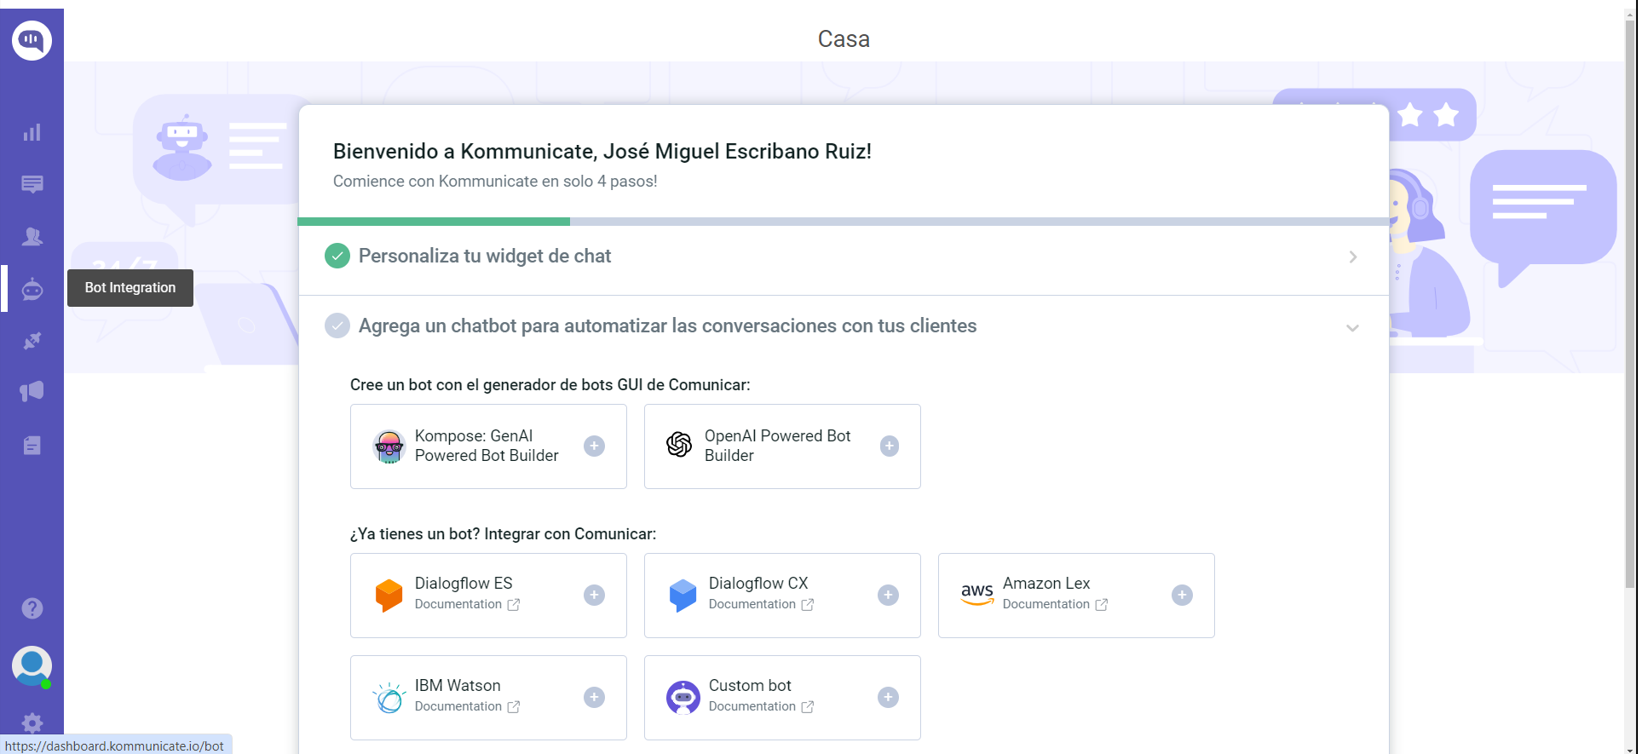 Casa
Bienvenido a Kommunicate, José Miguel Escribano Ruiz!
Comience con Kommunicate en solo 4 pasos!
24/7
Personaliza tu widget de chat
Bot Integration
Agrega un chatbot para automatizar las conversaciones con tus clientes
Cree un bot con el generador de bots GUI de Comunicar:
Kompose: GenAI
Powered Bot Builder
OpenAI Powered Bot
Builder
¿Ya tienes un bot? Integrar con Comunicar:
Dialogflow ES
Documentation
Dialogflow CX
Documentation
aws
Amazon Lex
Documentation
IBM Watson
Documentation
Custom bot
Documentation
https://dashboard.kommunicate.io/bot